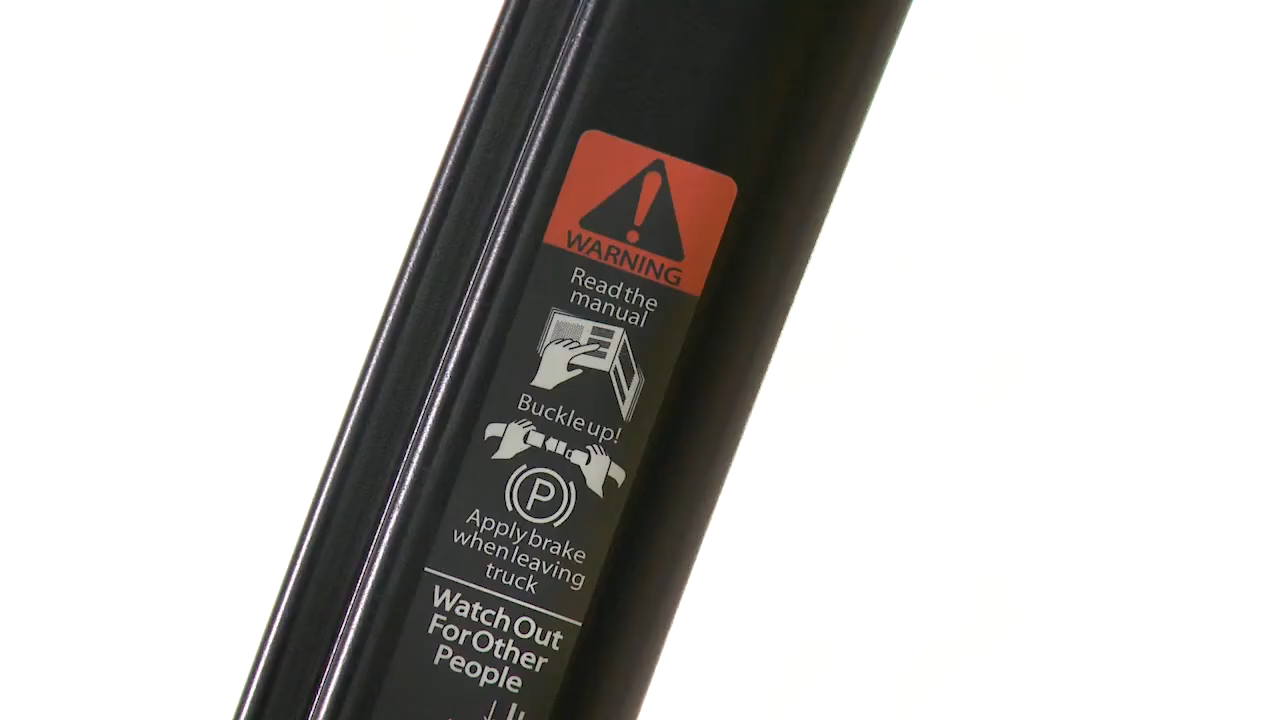 WARNING
Read the
manual
Buckle up!
P
Apply brake
when leaving
truck
Watch Out
For Other
People